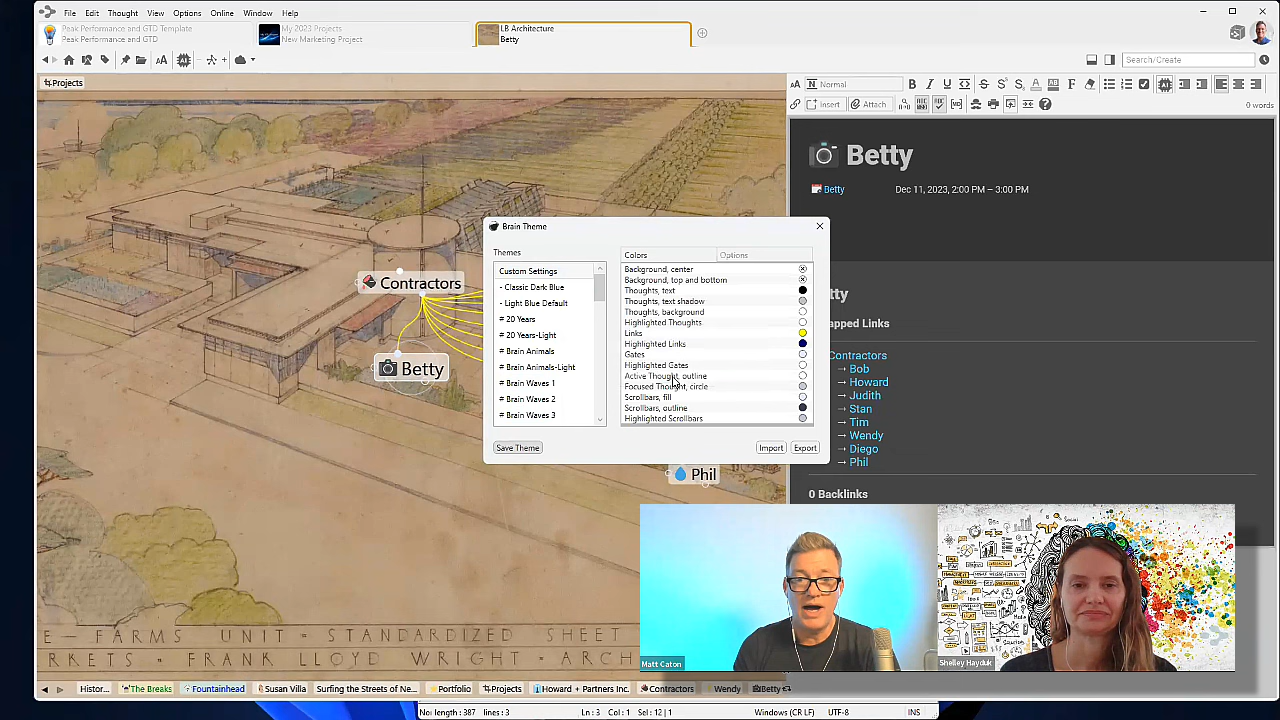 File Edit Thought View Options Online Window Help
Peak Performance and GTD Template
Peak Performance and GTD
My 2023 Projects
New Marketing Project
LB Architecture
Betty
Search/Create
Projects
Normal
Insert
Attach
0 words
Betty
Betty
Dec 11, 2023, 2:00 PM – 3:00 PM
Contractors
Betty
Phil
Brain Theme
Themes
Custom Settings
- Classic Dark Blue
- Light Blue Default
# 20 Years
# 20 Years-Light
# Brain Animals
# Brain Animals-Light
# Brain Waves 1
# Brain Waves 2
# Brain Waves 3
Save Theme
Colors
Options
Background, center
Background, top and bottom
Thoughts, text
Thoughts, text shadow
Thoughts, background
Highlighted Thoughts
Links
Highlighted Links
Gates
Highlighted Gates
Active Thought, outline
Focused Thought, circle
Scrollbars, fill
Scrollbars, outline
Highlighted Scrollbars
Import
Export
tty
apped Links
Contractors
→ Bob
→ Howard
→ Judith
→ Stan
→ Tim
→ Wendy
→ Diego
→ Phil
0 Backlinks
E - FARMS UNIT - STANDARDIZED SHEET
RKETS - FRANK LLOYD WRIGHT - ARCH
Matt Caton
Shelley Hayduk
Histor... The Breaks Fountainhead Susan Villa Surfing the Streets of Ne... Portfolio Projects Howard + Partners Inc. Contractors Wendy Betty
length : 387 lines : 3
Ln : 3 Col : 1 Sel : 12 | 1
Windows (CR LF)
UTF-8
INS